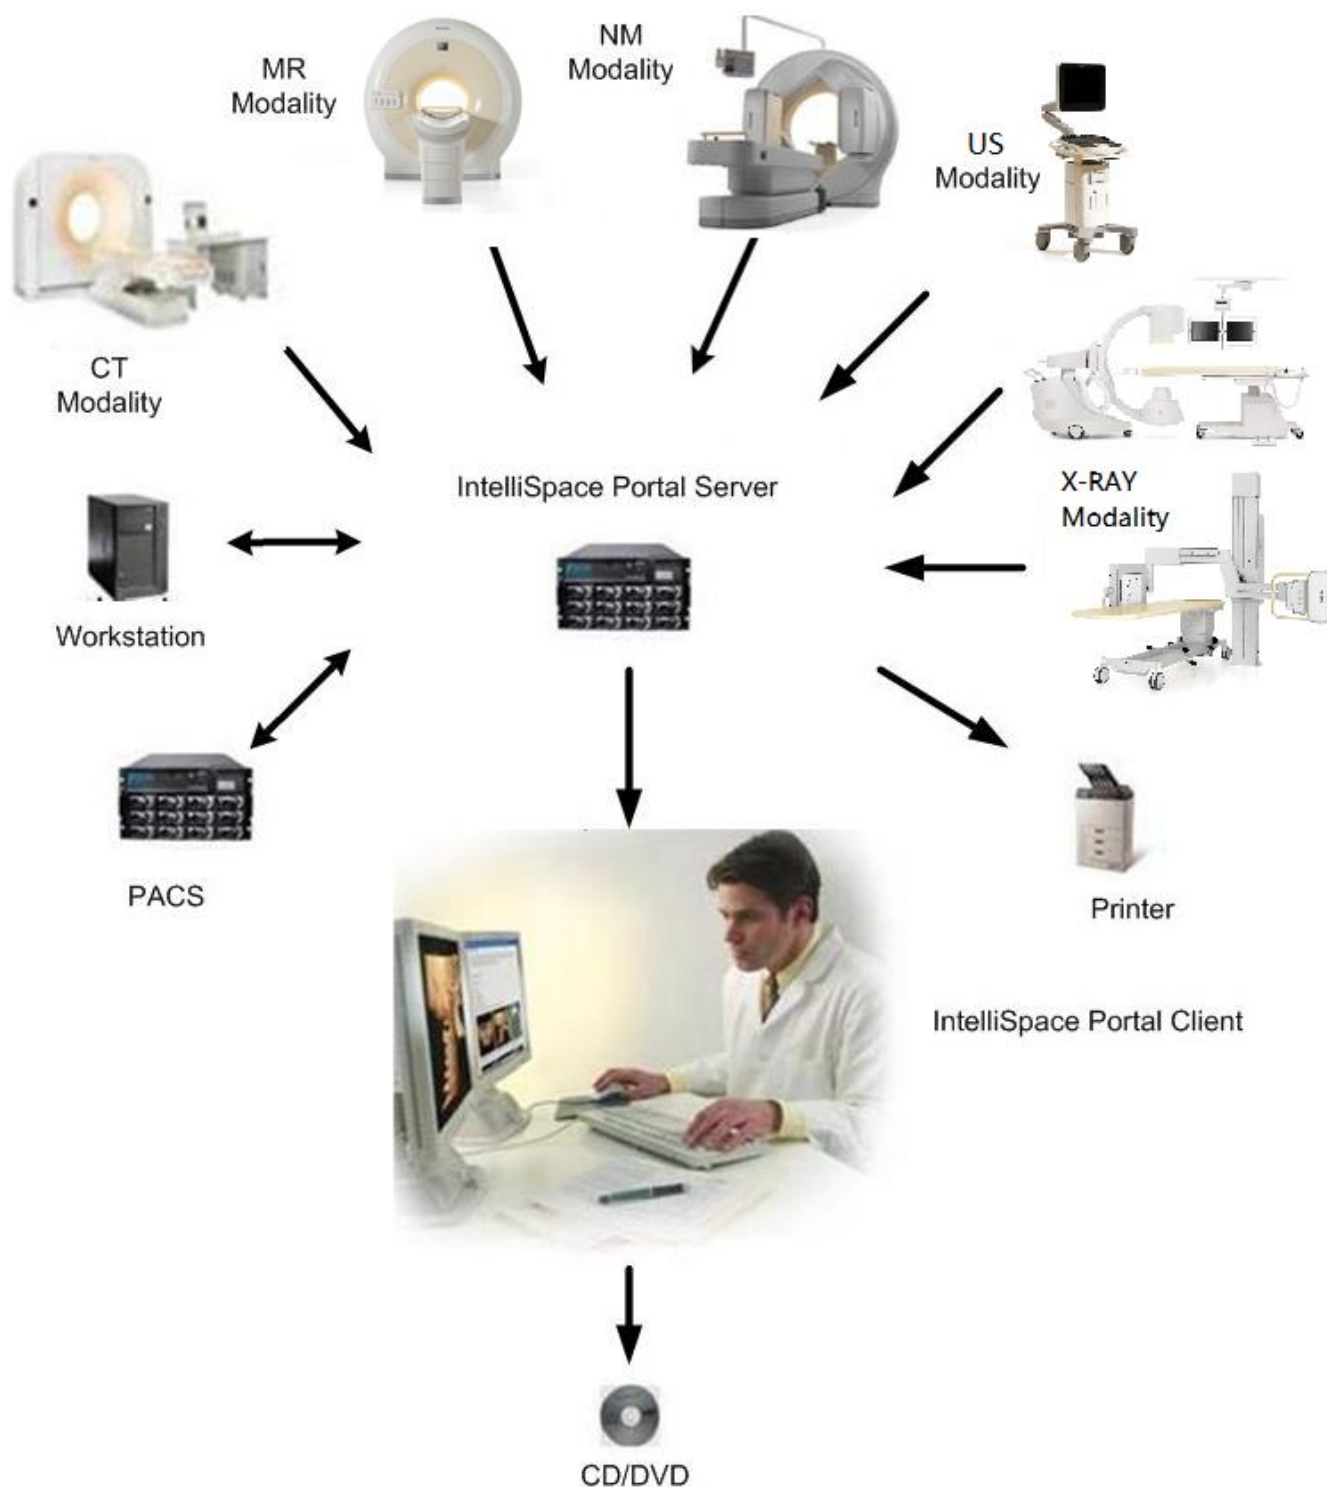 NM
Modality
MR
Modality
US
Modality
CT
Modality
IntelliSpace Portal Server
X-RAY
Modality
Workstation
PACS
Printer
IntelliSpace Portal Client
CD/DVD